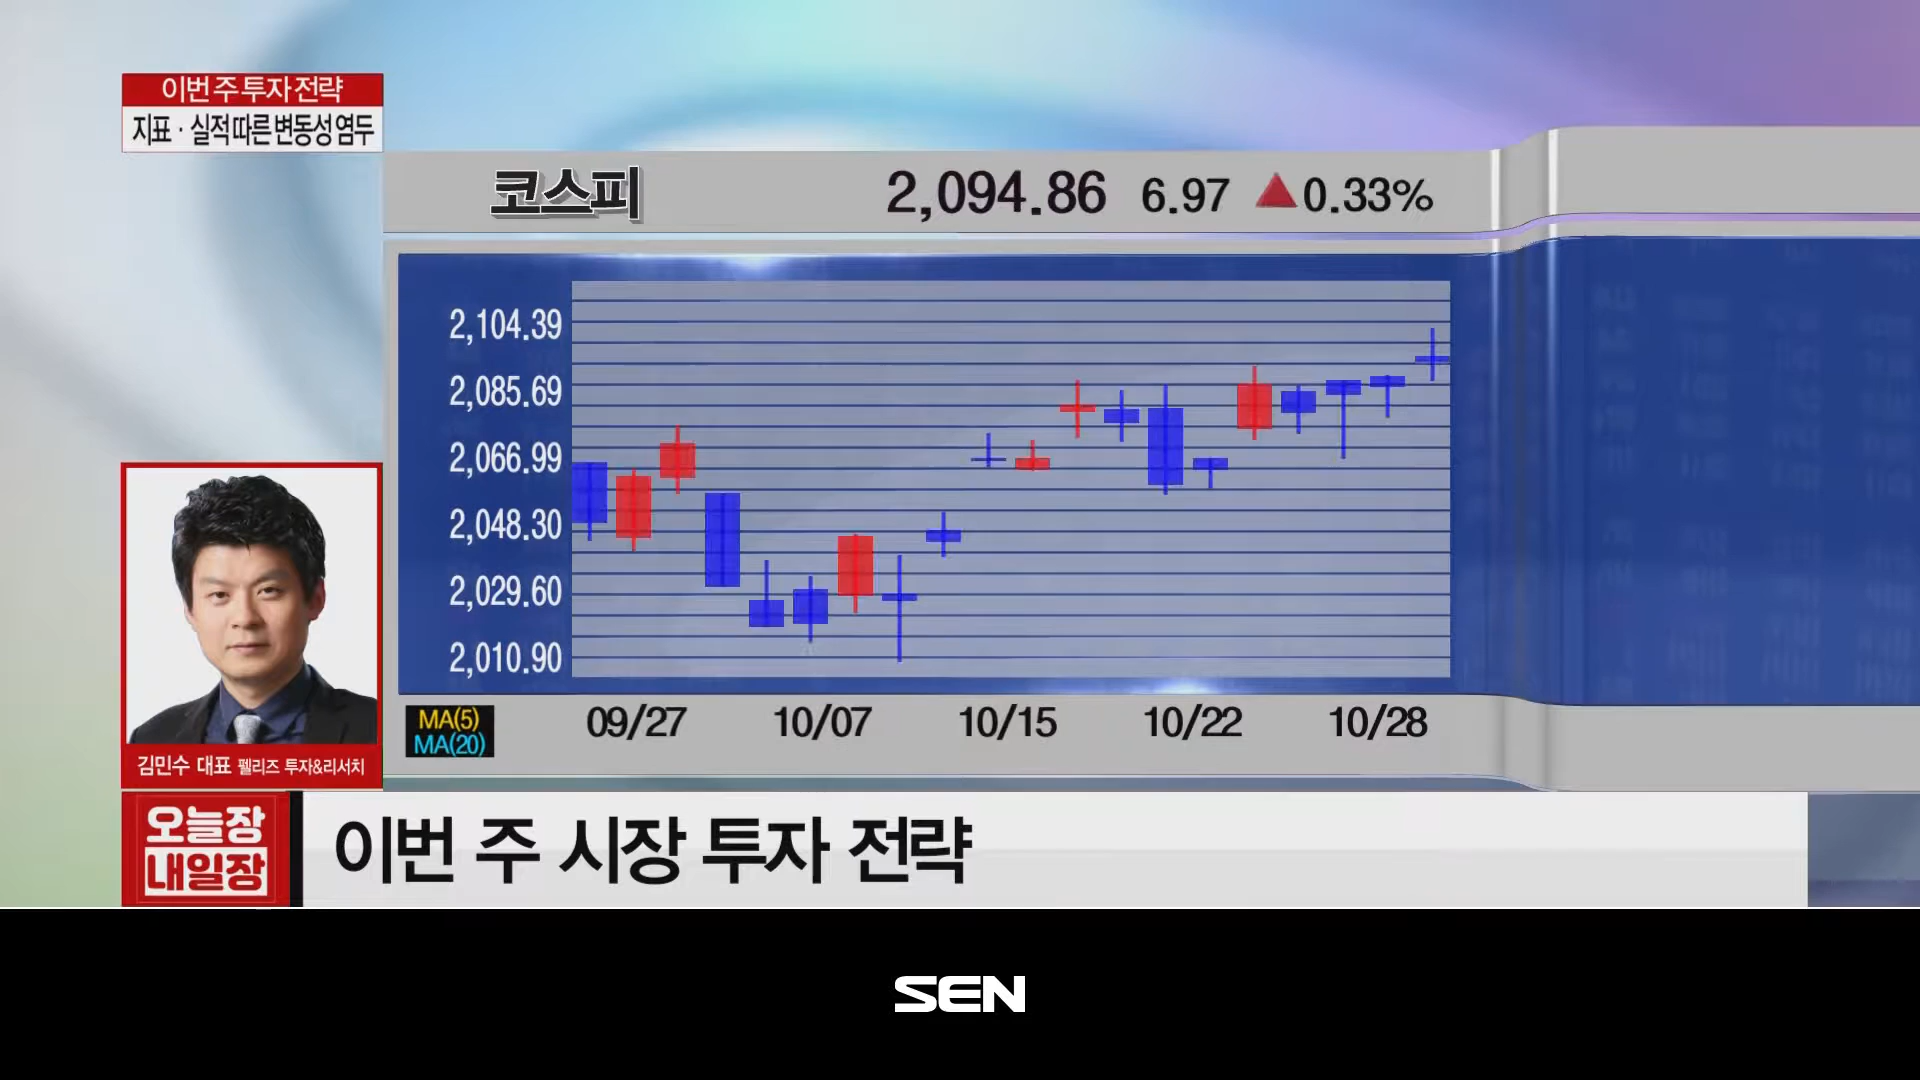 이번 주 투자 전략
지표·실적 따른 변동성 염두
코스피 2,094.86 6.97 ▲0.33%
2,104.39
2,085.69
2,066.99
2,048.30
2,029.60
2,010.90
MA(5)
MA(20)
09/27 10/07 10/15 10/22 10/28
김민수 대표 펠리즈 투자&리서치
오늘장
내일장
이번 주 시장 투자 전략
SEN